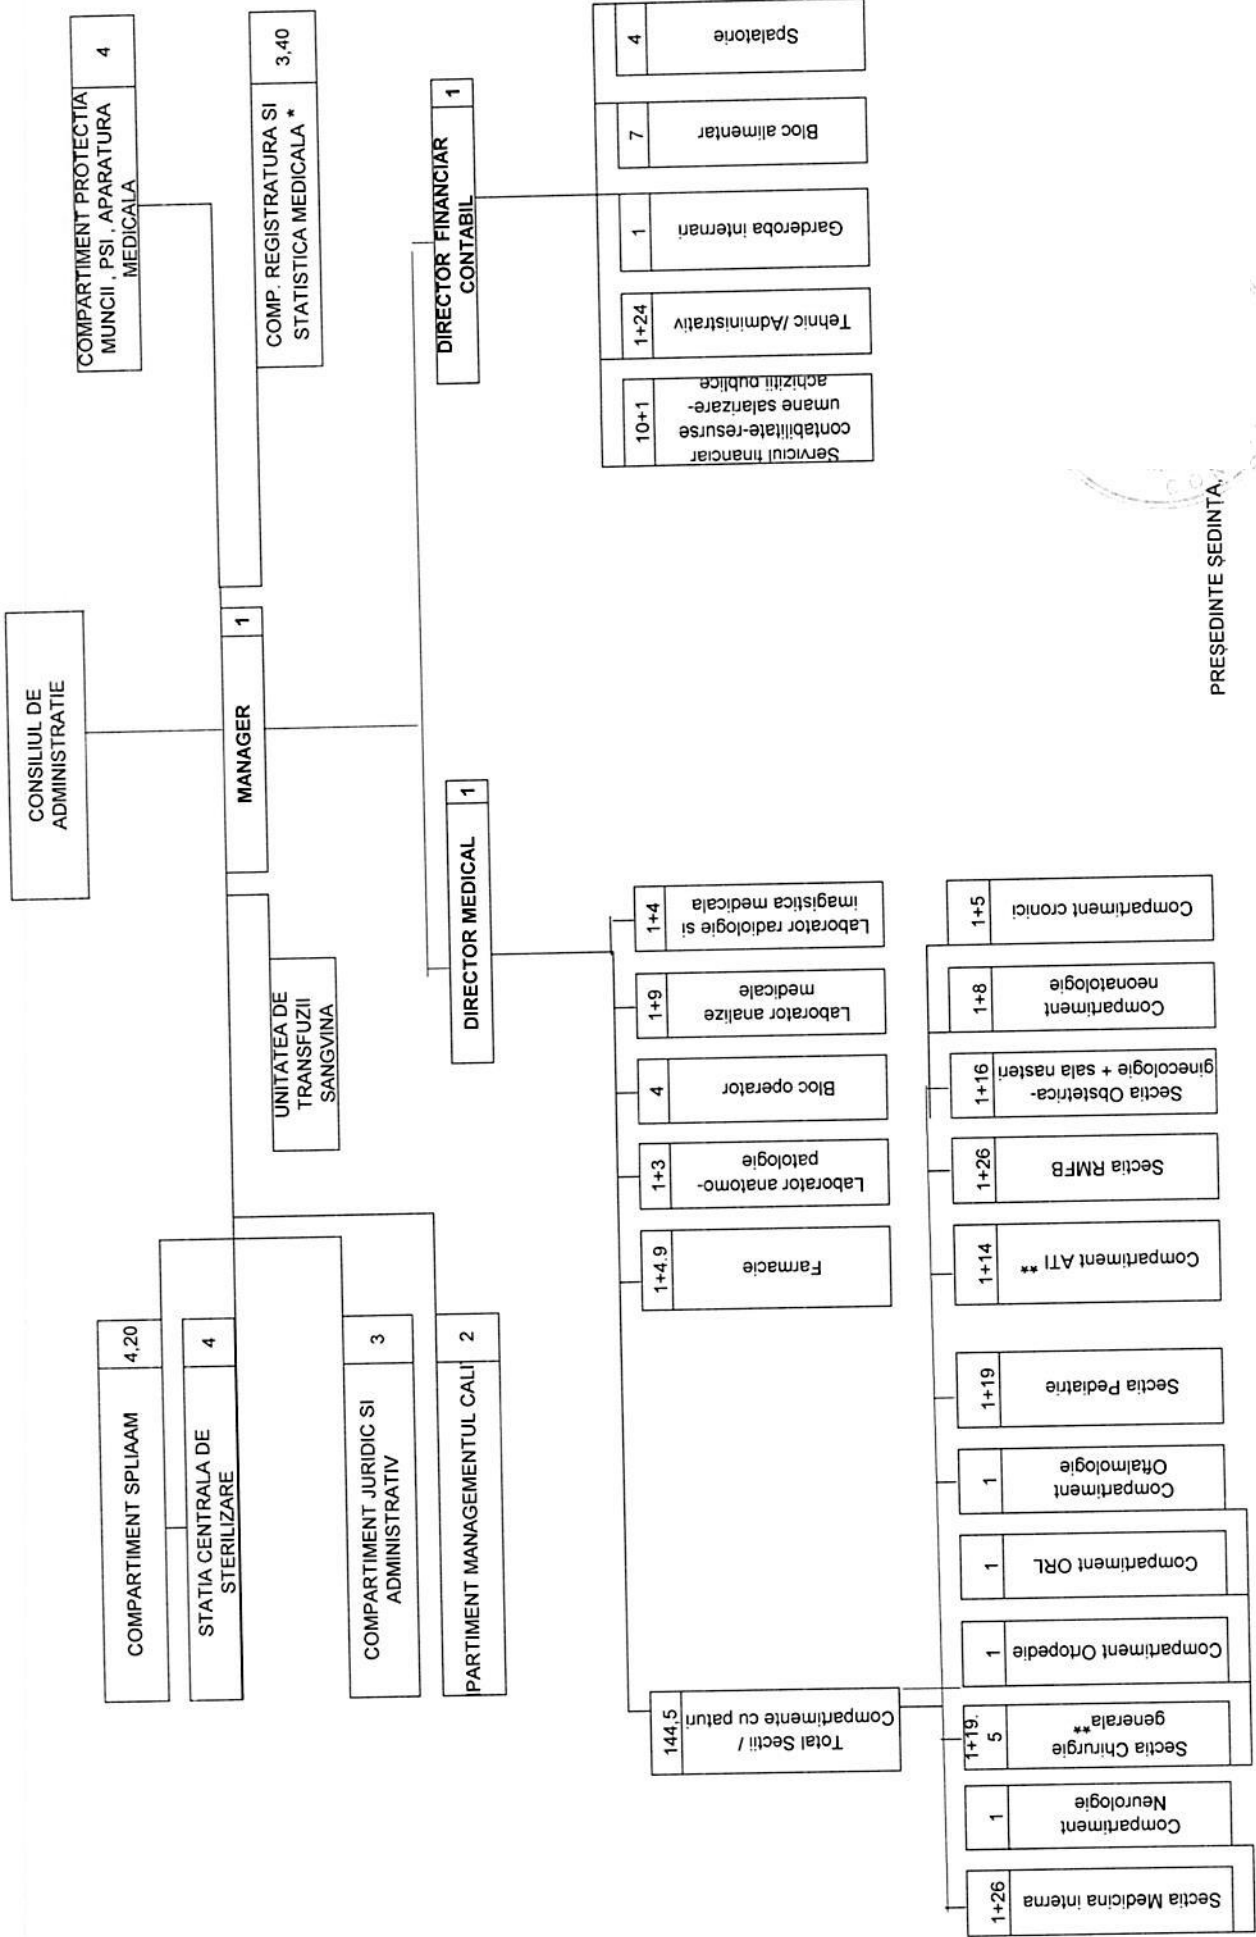 CONSILIUL DE
ADMINISTRATIE
MANAGER
1
COMPARTIMENT PROTECTIA
MUNCII, PSI, APARATURA
MEDICALA
4
COMP. REGISTRATURA SI
STATISTICA MEDICALA *
3,40
UNITATEA DE
TRANSFUZII
SANGVINA
COMPARTIMENT SPLIAAM
4,20
STATIA CENTRALA DE
STERILIZARE
4
COMPARTIMENT JURIDIC SI
ADMINISTRATIV
3
IPARTIMENT MANAGEMENTUL CALI
2
DIRECTOR MEDICAL
1
DIRECTOR FINANCIAR
CONTABIL
1
Total Sectii /
Compartimente cu paturi
144,5
Farmacie
1+4.9
Laborator anatomo-
patologie
1+3
Bloc operator
4
Laborator analize
medicale
1+9
Laborator radiologie si
imagistica medicala
1+4
Serviciul financiar
contabilitate-resurse
umane salarizare-
achizitii publice
10+1
Tehnic /Administrativ
1+24
Garderoba internari
1
Bloc alimentar
7
Spalatorie
4
Sectia Medicina interna
1+26
Compartiment
Neurologie
1
Sectia Chirurgie
generala**
1+19.
5
Compartiment Ortopedie
1
Compartiment ORL
1
Compartiment
Oftalmologie
1
Sectia Pediatrie
1+19
Compartiment ATI **
1+14
Sectia RMFB
1+26
Sectia Obstetrica-
ginecologie + sala nasteri
1+16
Compartiment
neonatologie
1+8
Compartiment cronici
1+5
PREȘEDINTE ȘEDINȚA,